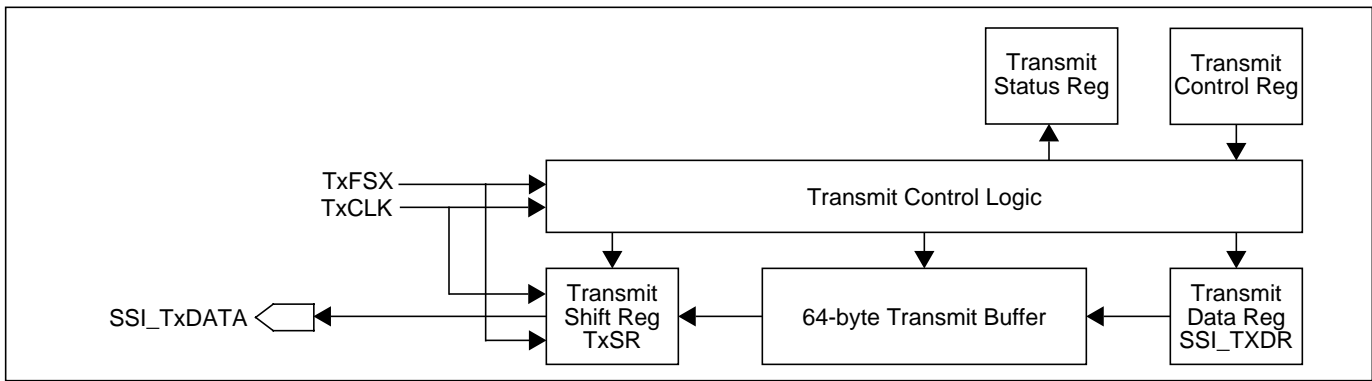 Transmit
Status Reg
Transmit
Control Reg
TxFSX
TxCLK
Transmit Control Logic
SSI_TxDATA
Transmit
Shift Reg
TxSR
64-byte Transmit Buffer
Transmit
Data Reg
SSI_TXDR